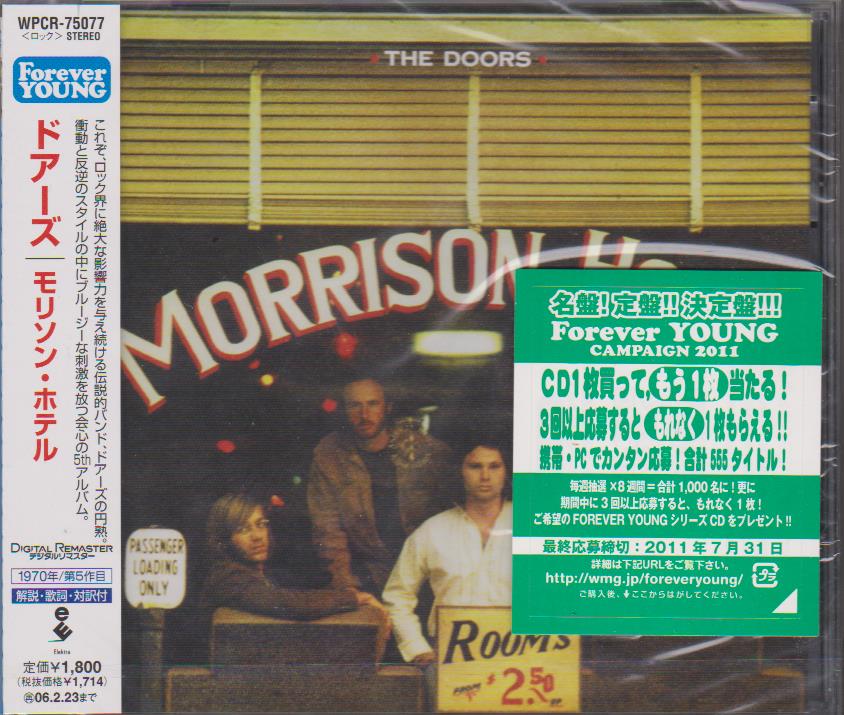 WPCR-75077
〈ロック〉 STEREO
Forever
YOUNG
ドアーズ│モリソン・ホテル
これぞ、ロック界に絶大な影響力を与え続ける伝説的バンド、ドアーズの円熟。
衝動と反逆のスタイルの中にブルージーな刺激を放つ会心の5thアルバム。
DIGITAL REMASTER
デジタルリマスター
1970年/第5作目
解説・歌詞・対訳付
Elektra
定価¥1,800
(税抜価格¥1,714)
06.2.23まで
THE DOORS
MORRISON HO
PASSENGER
LOADING
ONLY
ROOMS
FROM $2.50 UP
名盤!定盤!!決定盤!!!
Forever YOUNG
CAMPAIGN 2011
CD1枚買って、もう1枚当たる!
3回以上応募するともれなく1枚もらえる!!
携帯・PCでカンタン応募!合計555タイトル!
毎週抽選×8週間=合計1,000名に!更に
期間中に3回以上応募すると、もれなく1枚!
ご希望のFOREVER YOUNGシリーズCDをプレゼント!!
最終応募締切:2011年7月31日
詳細は下記URLをご覧下さい。
http://wmg.jp/foreveryoung/ プラ
ご購入後、↓ここからはがしてください。